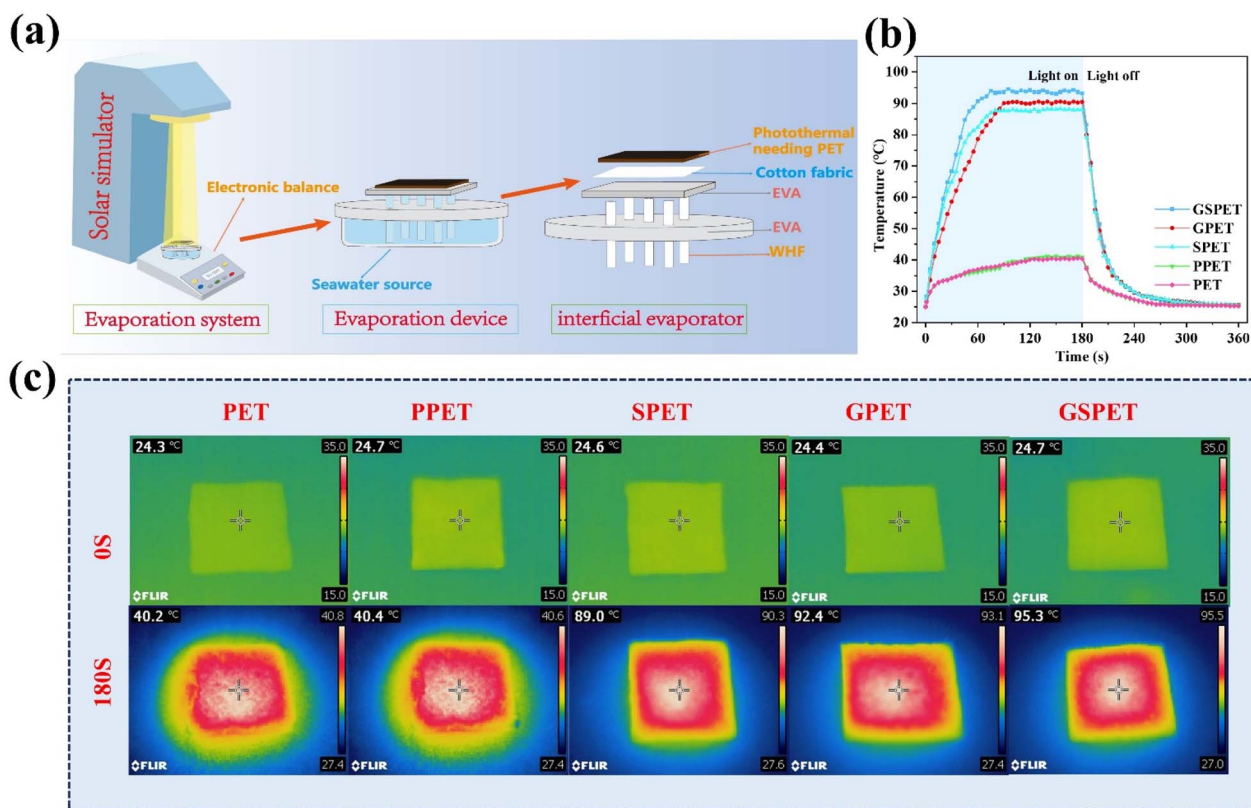 (a)
Solar simulator
Electronic balance
Seawater source
Photothermal
needing PET
Cotton fabric
EVA
EVA
WHF
Evaporation system
Evaporation device
interficial evaporator
(b)
Temperature (°C)
100
90
80
70
60
50
40
30
20
Light on
Light off
GSPET
GPET
SPET
PPET
PET
0
60
120
180
240
300
360
Time (s)
(c)
PET
PPET
SPET
GPET
GSPET
0S
24.3 °C
35.0
15.0
FLIR
24.7 °C
35.0
15.0
FLIR
24.6 °C
35.0
15.0
FLIR
24.4 °C
35.0
15.0
FLIR
24.7 °C
35.0
15.0
FLIR
180S
40.2 °C
40.8
27.4
FLIR
40.4 °C
40.6
27.4
FLIR
89.0 °C
90.3
27.6
FLIR
92.4 °C
93.1
27.4
FLIR
95.3 °C
95.5
27.0
FLIR